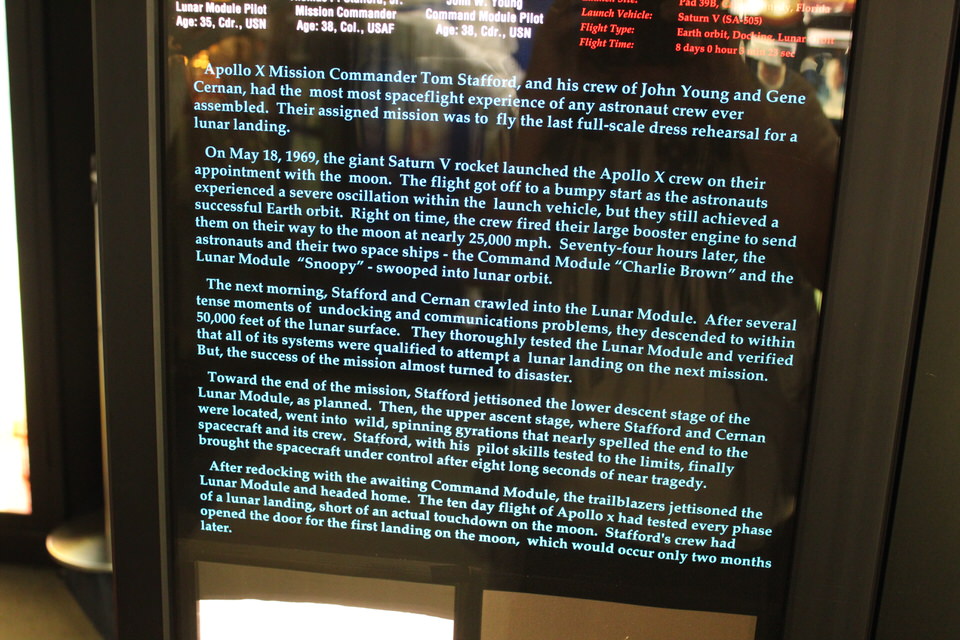 Lunar Module Pilot
Age: 35, Cdr., USN
Mission Commander
Age: 38, Col., USAF
John W. Young
Command Module Pilot
Age: 38, Cdr., USN
Pad 39B, Florida
Launch Vehicle: Saturn V (SA-505)
Flight Type: Earth orbit, Docking, Lunar
Flight Time: 8 days 0 hour sec
Apollo X Mission Commander Tom Stafford, and his crew of John Young and Gene
Cernan, had the most most spaceflight experience of any astronaut crew ever
assembled. Their assigned mission was to fly the last full-scale dress rehearsal for a
lunar landing.
On May 18, 1969, the giant Saturn V rocket launched the Apollo X crew on their
appointment with the moon. The flight got off to a bumpy start as the astronauts
experienced a severe oscillation within the launch vehicle, but they still achieved a
successful Earth orbit. Right on time, the crew fired their large booster engine to send
them on their way to the moon at nearly 25,000 mph. Seventy-four hours later, the
astronauts and their two space ships - the Command Module “Charlie Brown” and the
Lunar Module “Snoopy” - swooped into lunar orbit.
The next morning, Stafford and Cernan crawled into the Lunar Module. After several
tense moments of undocking and communications problems, they descended to within
50,000 feet of the lunar surface. They thoroughly tested the Lunar Module and verified
that all of its systems were qualified to attempt a lunar landing on the next mission.
But, the success of the mission almost turned to disaster.
Toward the end of the mission, Stafford jettisoned the lower descent stage of the
Lunar Module, as planned. Then, the upper ascent stage, where Stafford and Cernan
were located, went into wild, spinning gyrations that nearly spelled the end to the
spacecraft and its crew. Stafford, with his pilot skills tested to the limits, finally
brought the spacecraft under control after eight long seconds of near tragedy.
After redocking with the awaiting Command Module, the trailblazers jettisoned the
Lunar Module and headed home. The ten day flight of Apollo x had tested every phase
of a lunar landing, short of an actual touchdown on the moon. Stafford's crew had
opened the door for the first landing on the moon, which would occur only two months
later.